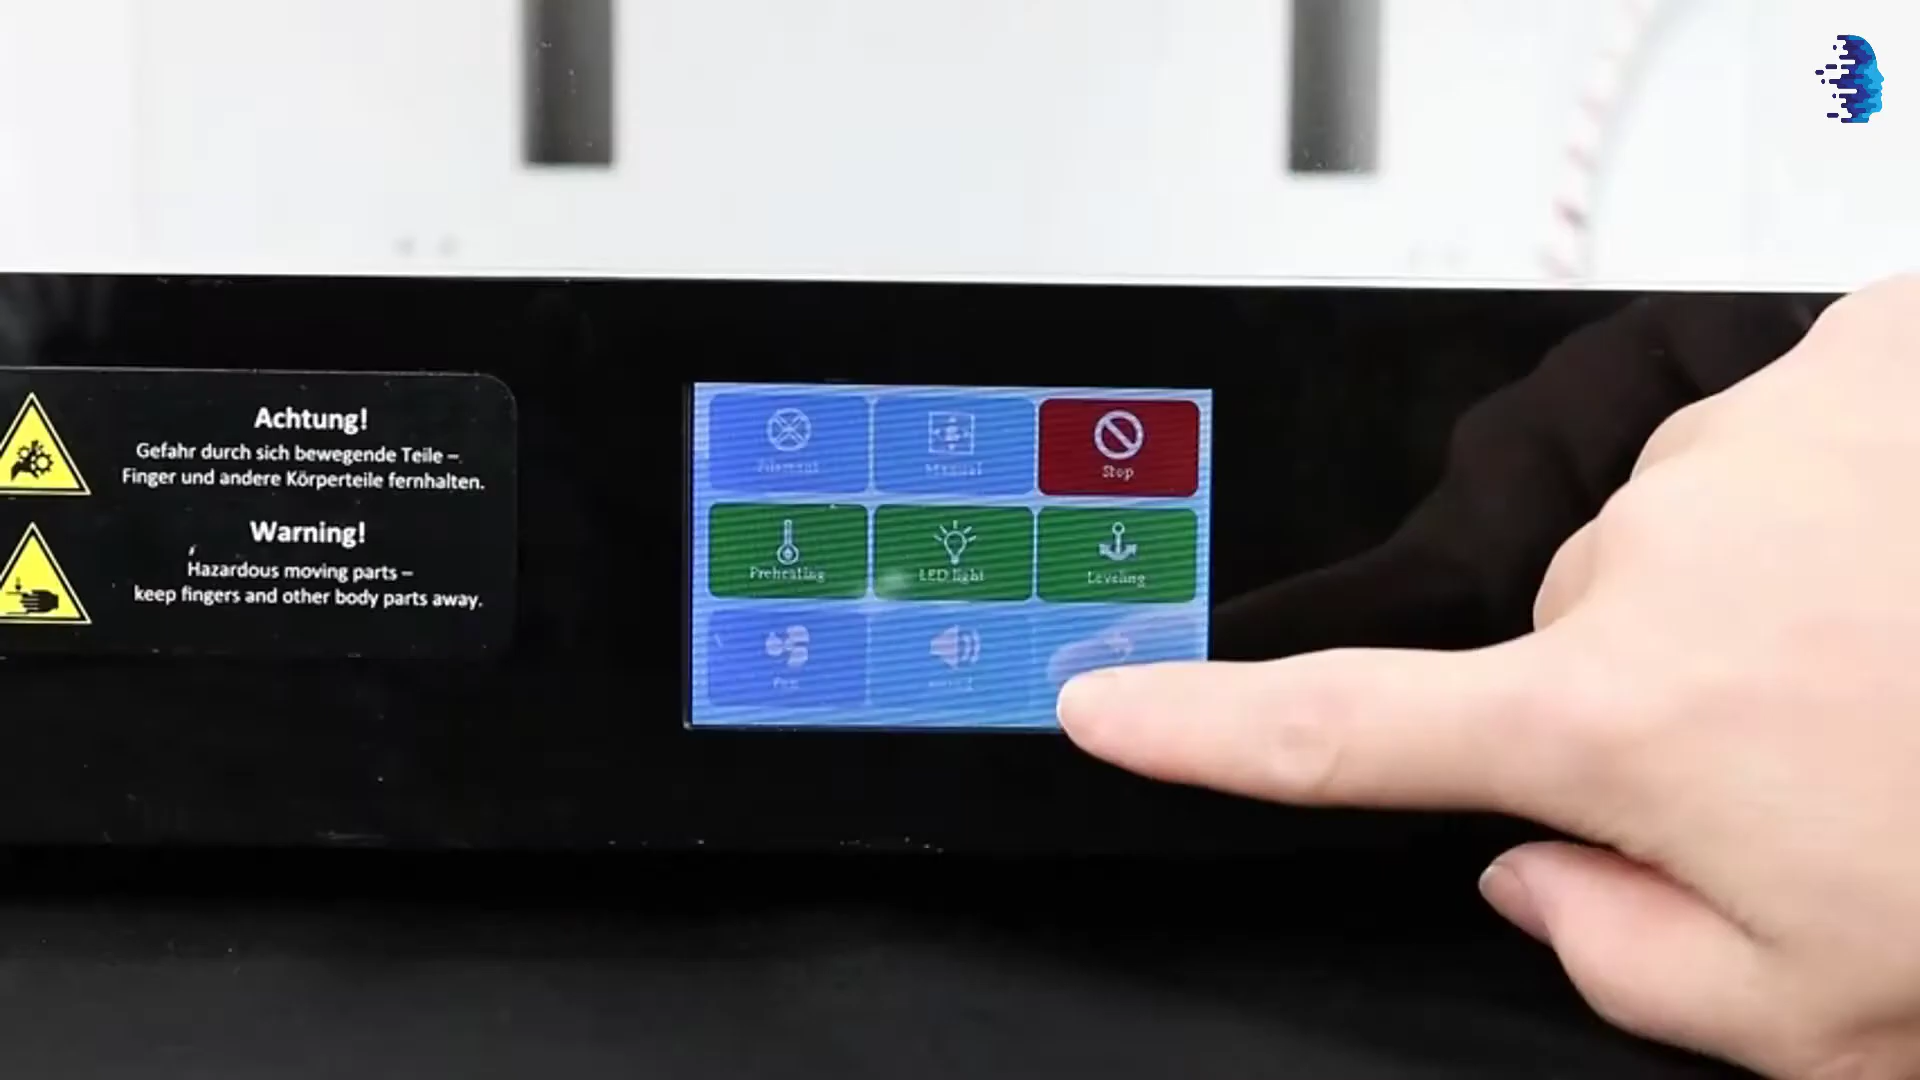 Achtung!
Gefahr durch sich bewegende Teile –
Finger und andere Körperteile fernhalten.
Warning!
Hazardous moving parts –
keep fingers and other body parts away.
Filament
Manual
Stop
Preheating
LED light
Leveling
Fan